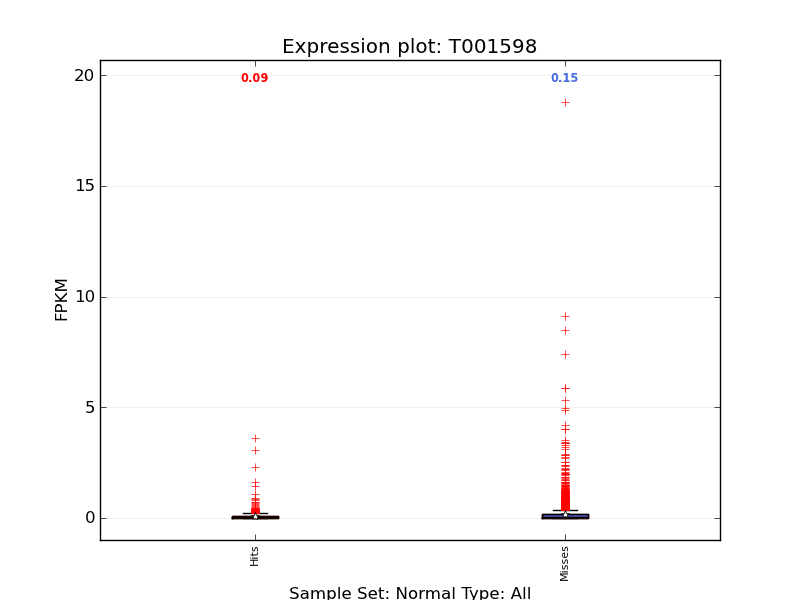 Expression plot: T001598
0.09
0.15
20
15
10
5
0
FPKM
Hits
Misses
Sample Set: Normal Type: All